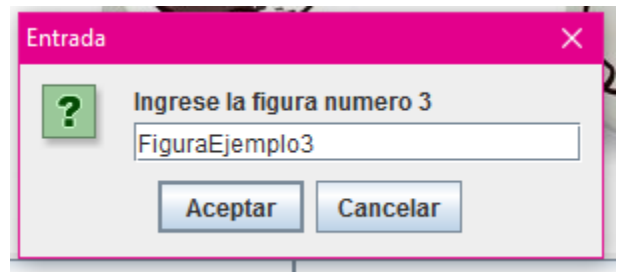 Entrada
?
Ingrese la figura numero 3
FiguraEjemplo3
Aceptar Cancelar